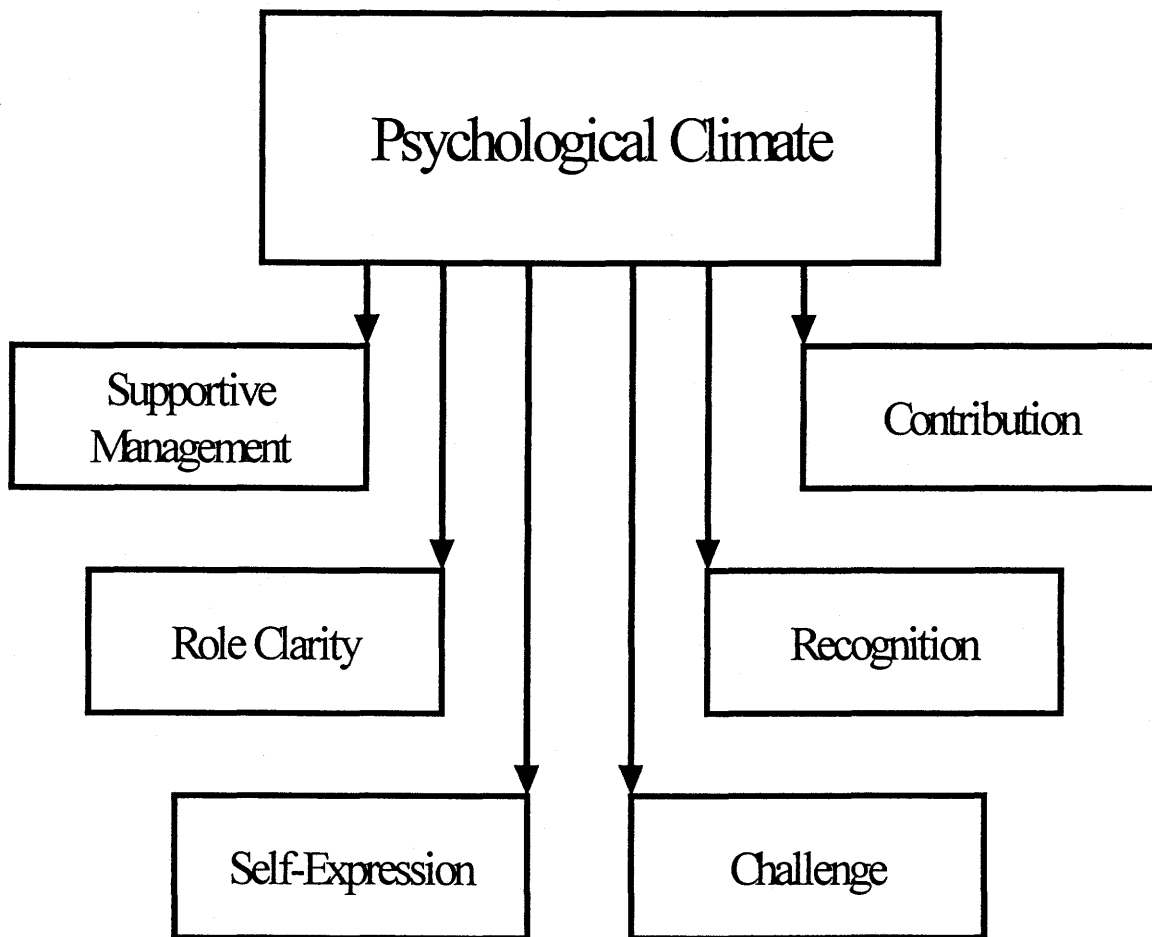 Psychological Climate
Supportive
Management
Contribution
Role Clarity
Recognition
Self-Expression
Challenge